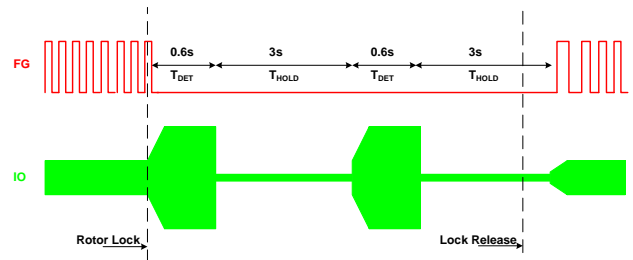 0.6s 3s 0.6s 3s
FG
TDET THOLD TDET THOLD
IO
Rotor Lock Lock Release